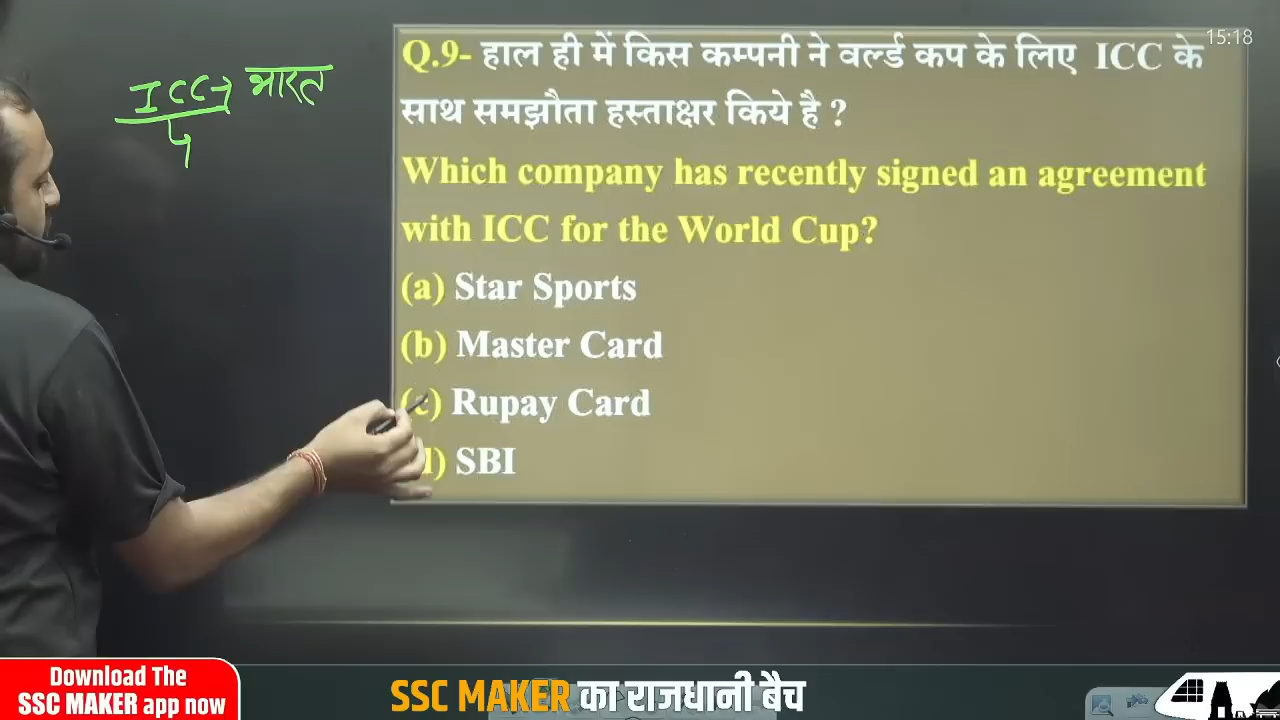 15:18
ICC→ भारत
Q.9- हाल ही में किस कम्पनी ने वर्ल्ड कप के लिए ICC के
साथ समझौता हस्ताक्षर किये है ?
Which company has recently signed an agreement
with ICC for the World Cup?
(a) Star Sports
(b) Master Card
(c) Rupay Card
(d) SBI
Download The
SSC MAKER app now
SSC MAKER का राजधानी बैच